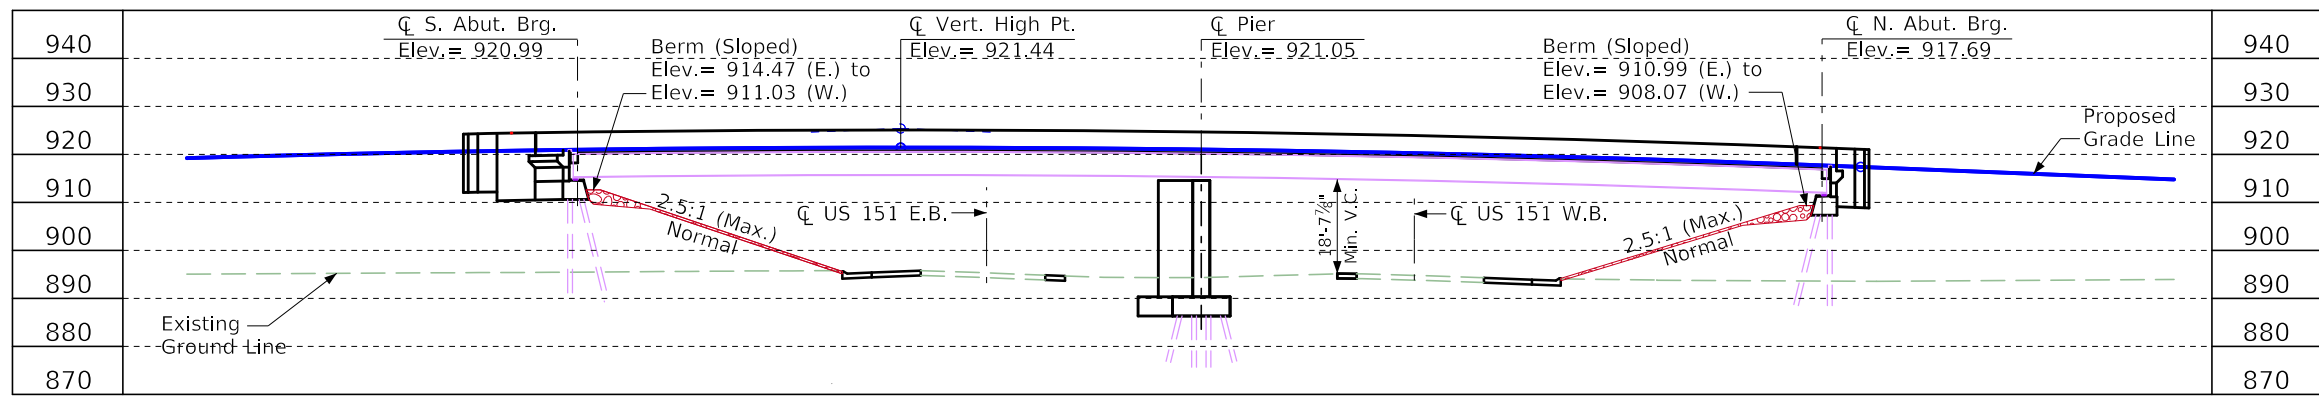 ℄ S. Abut. Brg.
Elev.= 920.99
℄ Vert. High Pt.
Elev.= 921.44
℄ Pier
Elev.= 921.05
℄ N. Abut. Brg.
Elev.= 917.69
Berm (Sloped)
Elev.= 914.47 (E.) to
Elev.= 911.03 (W.)
Berm (Sloped)
Elev.= 910.99 (E.) to
Elev.= 908.07 (W.)
Proposed
Grade Line
940
930
920
910
900
890
880
870
2.5:1 (Max.)
Normal
℄ US 151 E.B.
18'-7⅞"
Min. V.C.
℄ US 151 W.B.
2.5:1 (Max.)
Normal
Existing
Ground Line
940
930
920
910
900
890
880
870